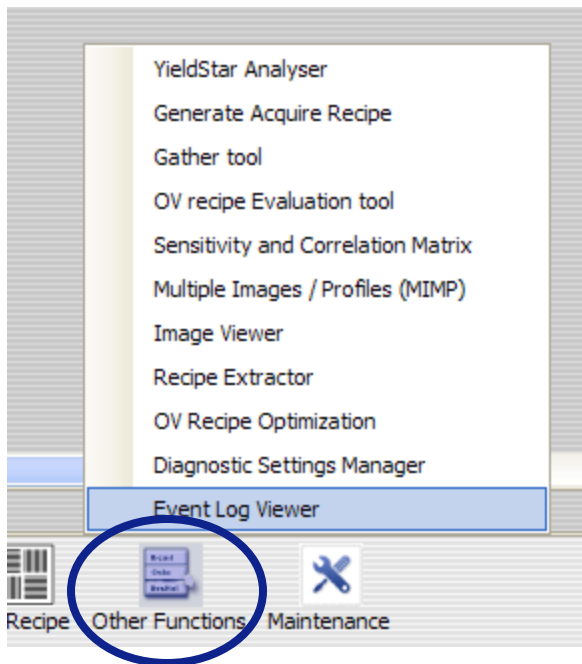 YieldStar Analyser
Generate Acquire Recipe
Gather tool
OV recipe Evaluation tool
Sensitivity and Correlation Matrix
Multiple Images / Profiles (MIMP)
Image Viewer
Recipe Extractor
OV Recipe Optimization
Diagnostic Settings Manager
Event Log Viewer
Recipe Other Functions Maintenance